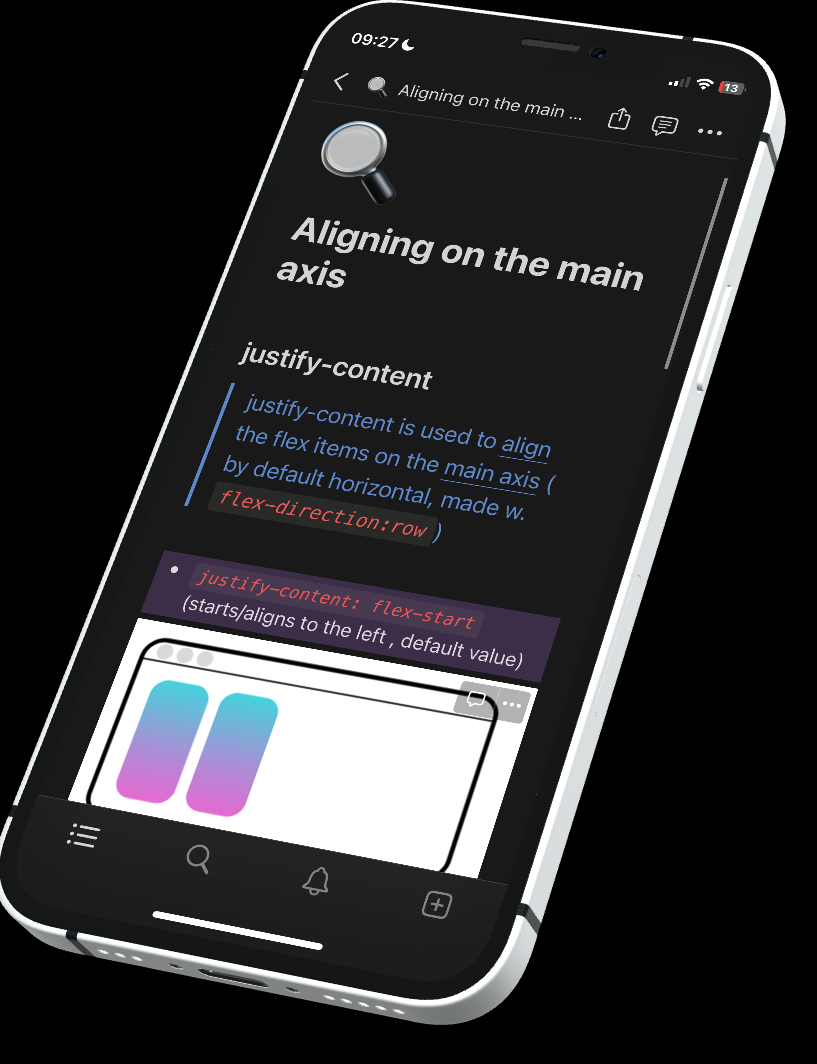 09:27
13
Aligning on the main ...
Aligning on the main
axis
justify-content
justify-content is used to align
the flex items on the main axis (
by default horizontal, made w.
flex-direction:row )
• justify-content: flex-start
(starts/aligns to the left , default value)